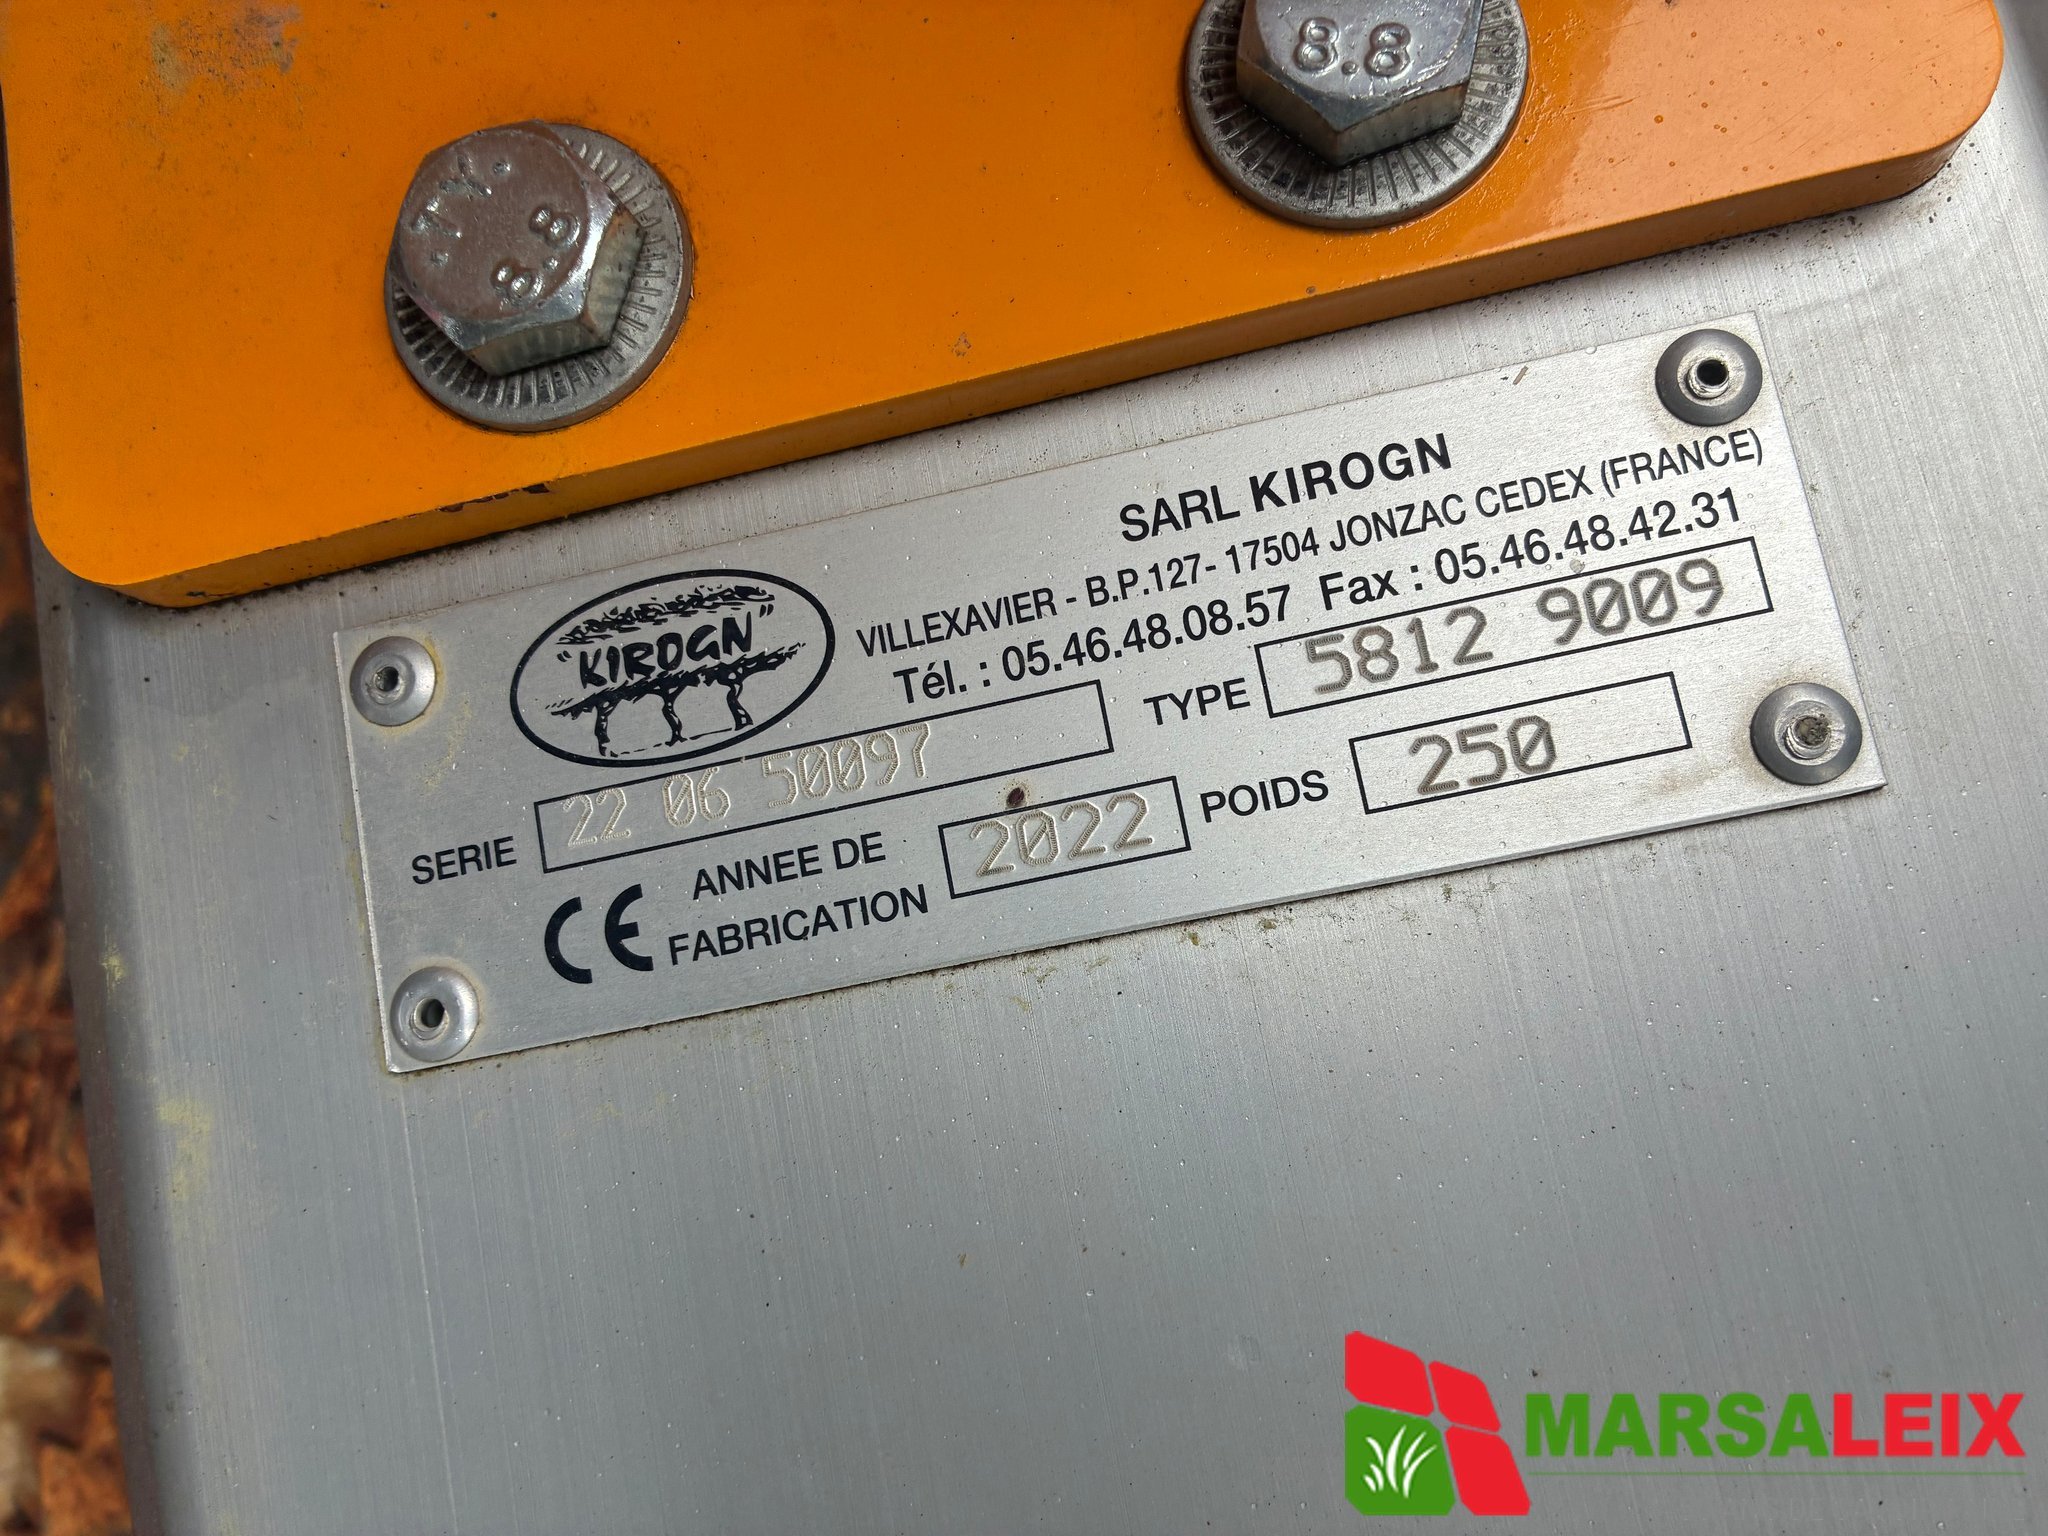 8.8
.T.Y.
8.8
SARL KIROGN
VILLEXAVIER - B.P.127- 17504 JONZAC CEDEX (FRANCE)
Tél. : 05.46.48.08.57 Fax : 05.46.48.42.31
"KIROGN"
TYPE 5812 9009
SERIE 22 06 50097
POIDS 250
CE ANNEE DE
FABRICATION 2022
MARSALEIX